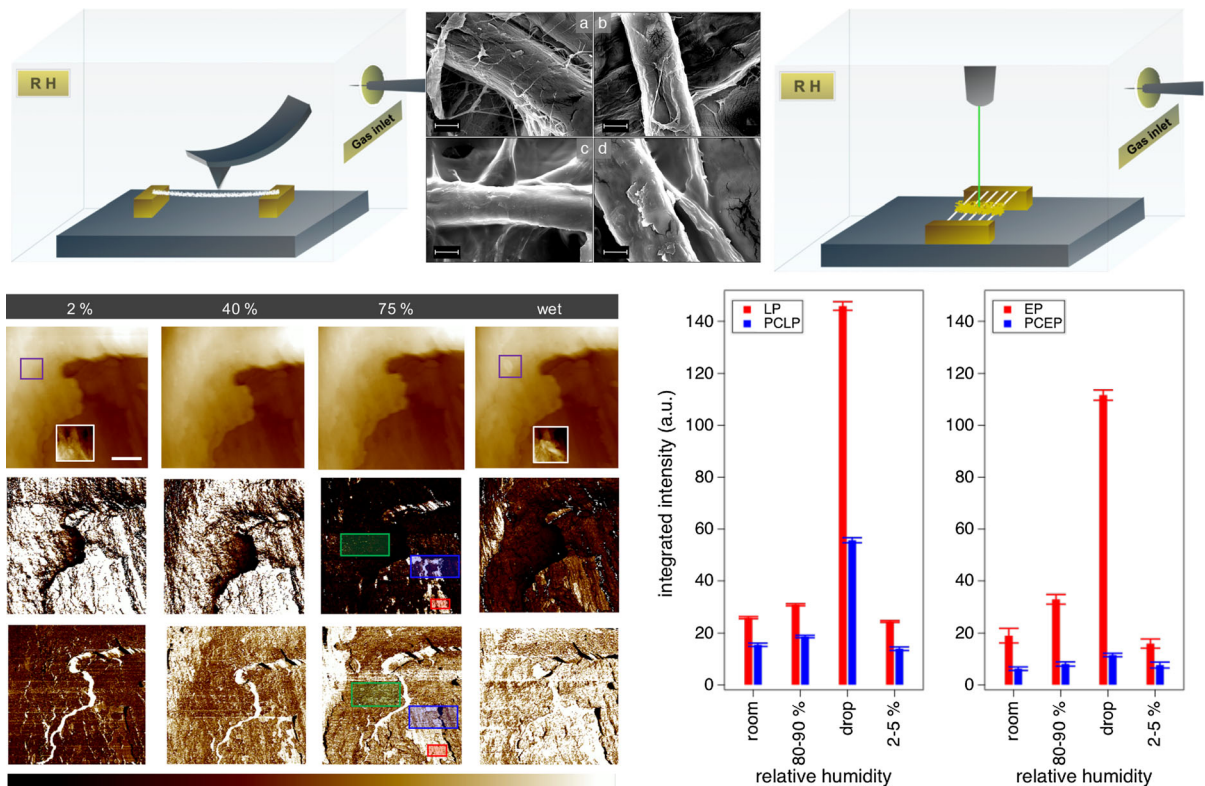 R H
Gas inlet
a
b
c
d
R H
Gas inlet
2 %
40 %
75 %
wet
LP
PCLP
140
120
100
80
60
40
20
0
integrated intensity (a.u.)
room
80-90 %
drop
2-5 %
relative humidity
EP
PCEP
140
120
100
80
60
40
20
0
room
80-90 %
drop
2-5 %
relative humidity